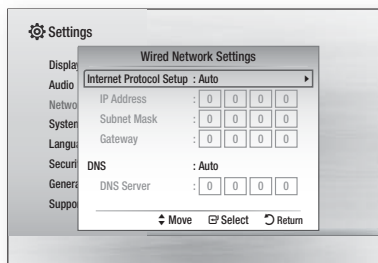 Settings
Wired Network Settings
Display
Audio
Internet Protocol Setup : Auto
Netwo
IP Address : 0 0 0 0
System
Subnet Mask : 0 0 0 0
Langua
Gateway : 0 0 0 0
Securi
DNS : Auto
Genera
DNS Server : 0 0 0 0
Suppo
Move Select Return